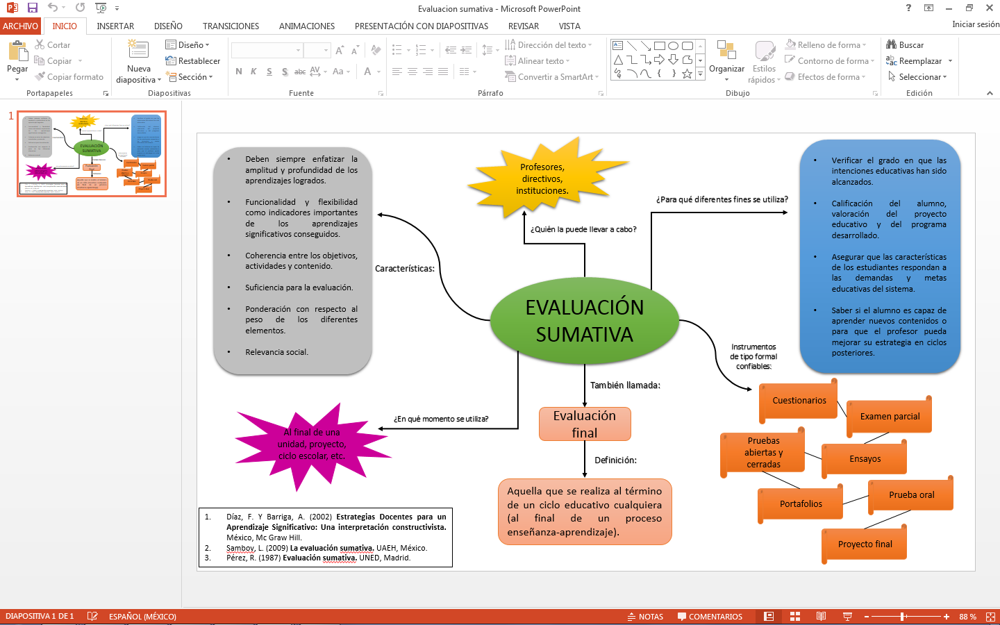 Evaluacion sumativa - Microsoft PowerPoint
ARCHIVO INICIO INSERTAR DISEÑO TRANSICIONES ANIMACIONES PRESENTACIÓN CON DIAPOSITIVAS REVISAR VISTA Iniciar sesión
Pegar
Cortar
Copiar
Copiar formato
Portapapeles
Nueva
diapositiva
Diseño
Restablecer
Sección
Diapositivas
N K S S abc AV Aa A
Fuente
Dirección del texto
Alinear texto
Convertir a SmartArt
Párrafo
Organizar
Estilos
rápidos
Relleno de forma
Contorno de forma
Efectos de forma
Dibujo
Buscar
Reemplazar
Seleccionar
Edición
1
EVALUACIÓN
SUMATIVA
• Deben siempre enfatizar la
amplitud y profundidad de los
aprendizajes logrados.
• Funcionalidad y flexibilidad
como indicadores importantes
de los aprendizajes
significativos conseguidos.
• Coherencia entre los objetivos,
actividades y contenido.
• Suficiencia para la evaluación.
• Ponderación con respecto al
peso de los diferentes
elementos.
• Relevancia social.
Características:
Profesores,
directivos,
instituciones.
¿Quién la puede llevar a cabo?
¿Para qué diferentes fines se utiliza?
• Verificar el grado en que las
intenciones educativas han sido
alcanzados.
• Calificación del alumno,
valoración del proyecto
educativo y del programa
desarrollado.
• Asegurar que las características
de los estudiantes respondan a
las demandas y metas
educativas del sistema.
• Saber si el alumno es capaz de
aprender nuevos contenidos o
para que el profesor pueda
mejorar su estrategia en ciclos
posteriores.
EVALUACIÓN
SUMATIVA
Instrumentos
de tipo formal
confiables:
Cuestionarios
Examen parcial
Pruebas
abiertas y
cerradas
Ensayos
Portafolios
Prueba oral
Proyecto final
También llamada:
Evaluación
final
Definición:
Aquella que se realiza al término
de un ciclo educativo cualquiera
(al final de un proceso
enseñanza-aprendizaje).
¿En qué momento se utiliza?
Al final de una
unidad, proyecto,
ciclo escolar, etc.
1. Díaz, F. Y Barriga, A. (2002) Estrategias Docentes para un
Aprendizaje Significativo: Una interpretación constructivista.
México, Mc Graw Hill.
2. Samboy, L. (2009) La evaluación sumativa. UAEH, México.
3. Pérez, R. (1987) Evaluación sumativa. UNED, Madrid.
DIAPOSITIVA 1 DE 1 ESPAÑOL (MÉXICO) NOTAS COMENTARIOS 88 %